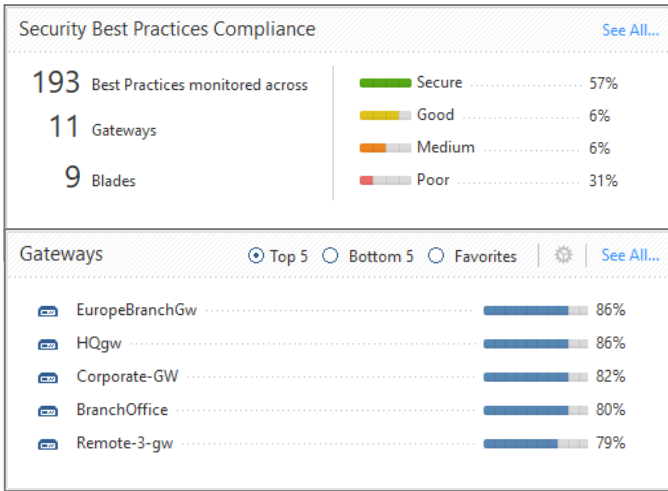 Security Best Practices Compliance See All...
193 Best Practices monitored across
11 Gateways
9 Blades
Secure 57%
Good 6%
Medium 6%
Poor 31%
Gateways Top 5 Bottom 5 Favorites See All...
EuropeBranchGw 86%
HQgw 86%
Corporate-GW 82%
BranchOffice 80%
Remote-3-gw 79%